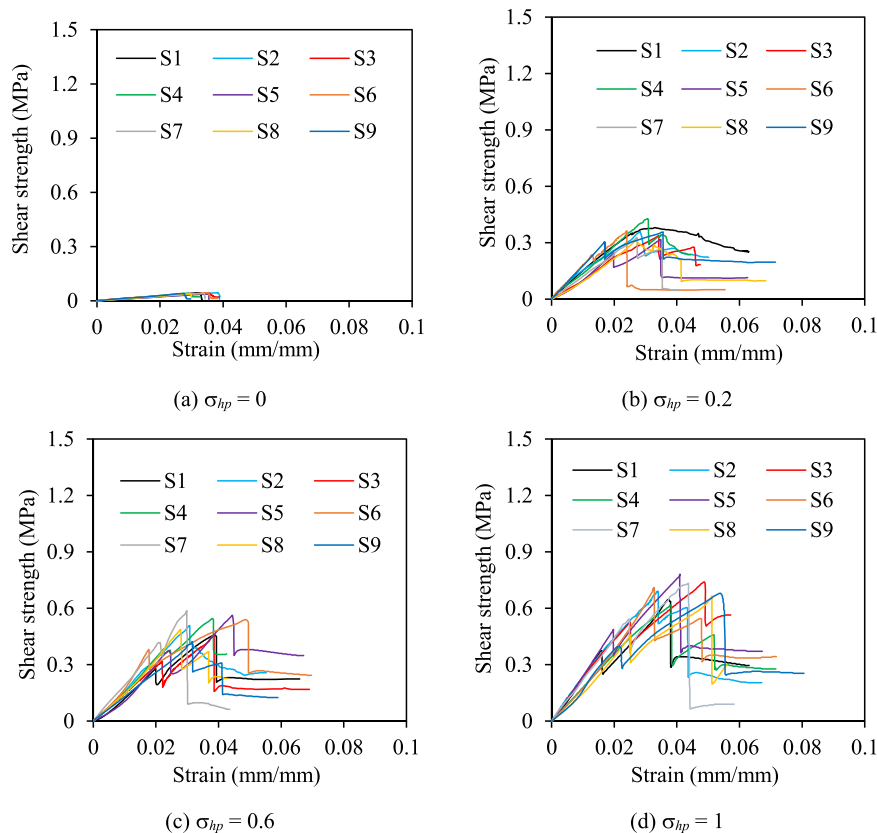 1.5
1.2
0.9
0.6
0.3
0
Shear strength (MPa)
S1 S2 S3
S4 S5 S6
S7 S8 S9
0 0.02 0.04 0.06 0.08 0.1
Strain (mm/mm)
(a) σhp = 0
1.5
1.2
0.9
0.6
0.3
0
Shear strength (MPa)
S1 S2 S3
S4 S5 S6
S7 S8 S9
0 0.02 0.04 0.06 0.08 0.1
Strain (mm/mm)
(b) σhp = 0.2
1.5
1.2
0.9
0.6
0.3
0
Shear strength (MPa)
S1 S2 S3
S4 S5 S6
S7 S8 S9
0 0.02 0.04 0.06 0.08 0.1
Strain (mm/mm)
(c) σhp = 0.6
1.5
1.2
0.9
0.6
0.3
0
Shear strength (MPa)
S1 S2 S3
S4 S5 S6
S7 S8 S9
0 0.02 0.04 0.06 0.08 0.1
Strain (mm/mm)
(d) σhp = 1